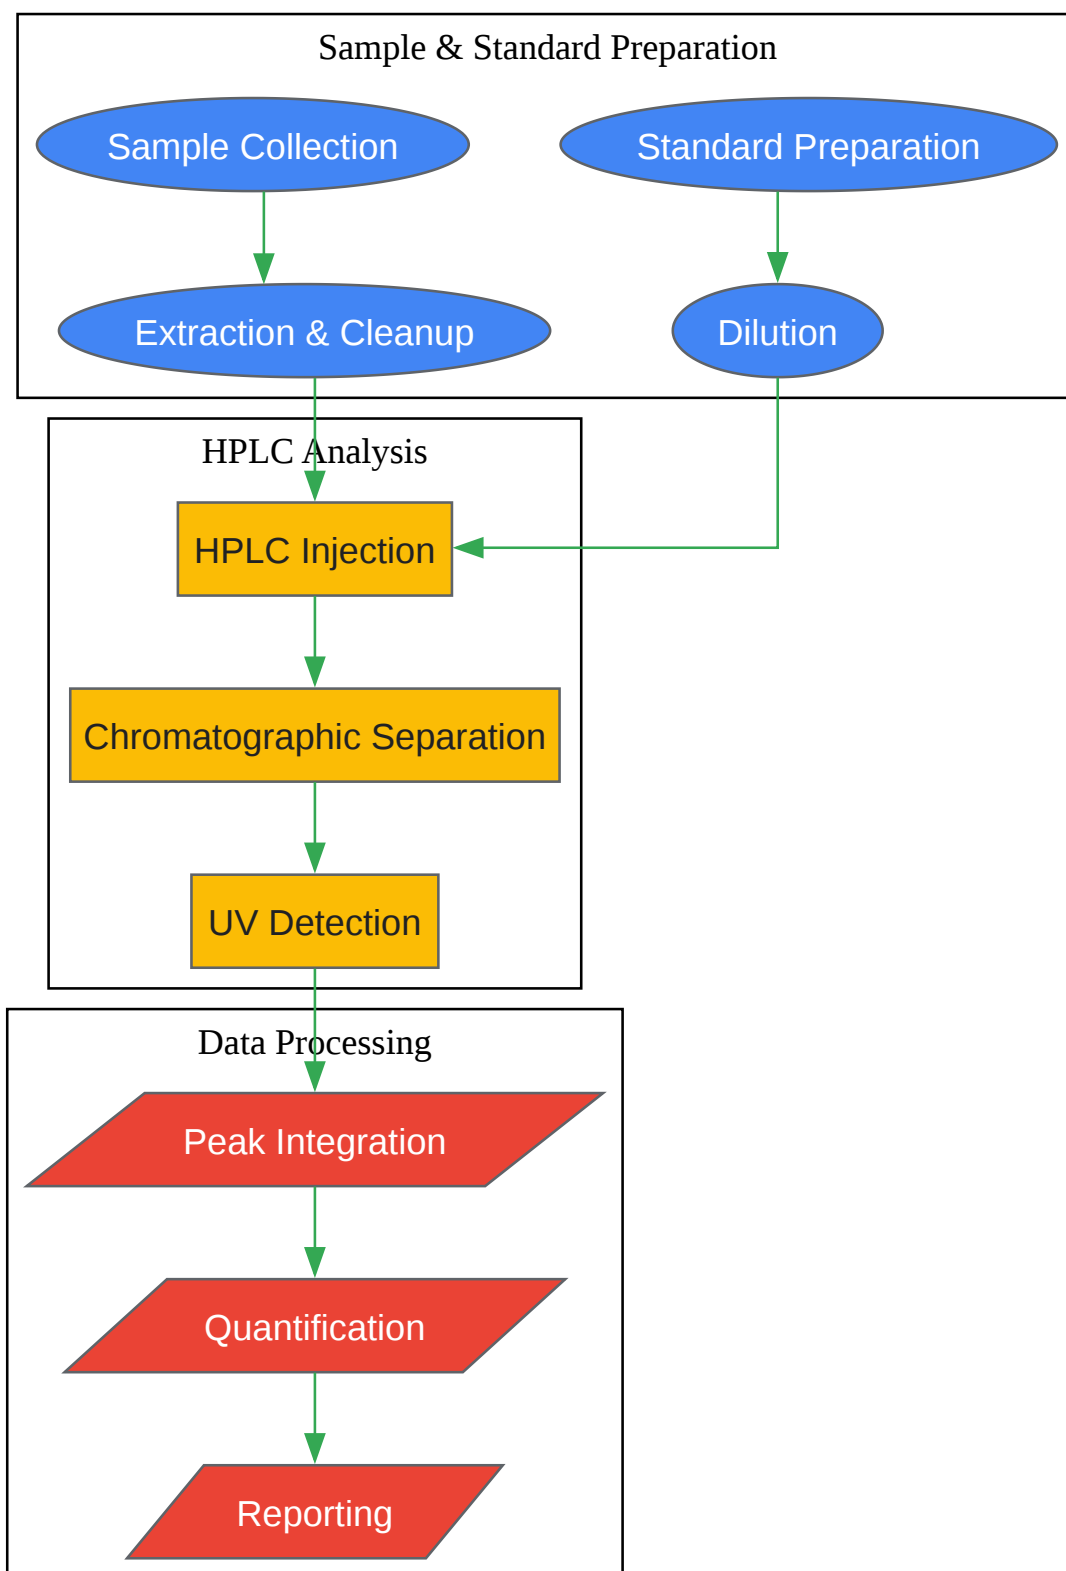 Sample & Standard Preparation
Sample Collection
Standard Preparation
Extraction & Cleanup
Dilution
HPLC Analysis
HPLC Injection
Chromatographic Separation
UV Detection
Data Processing
Peak Integration
Quantification
Reporting